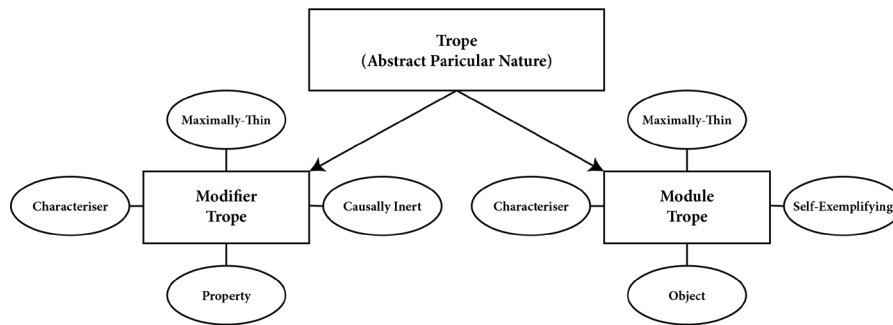 Trope
(Abstract Paricular Nature)
Maximally-Thin
Maximally-Thin
Characteriser
Modifier
Trope
Causally Inert
Characteriser
Module
Trope
Self-Exemplifying
Property
Object